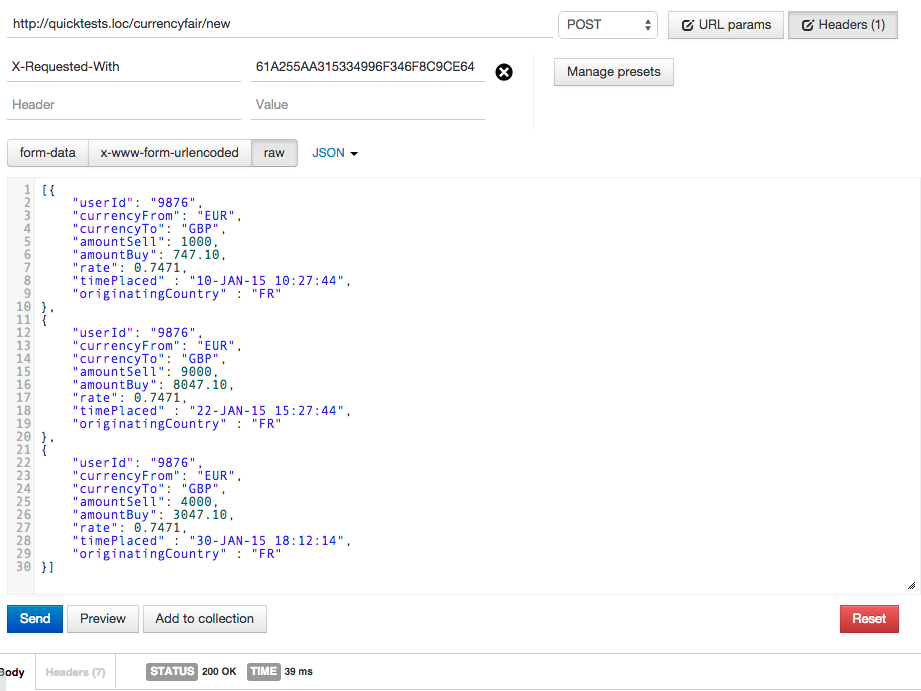 http://quicktests.loc/currencyfair/new POST URL params Headers (1)
X-Requested-With 61A255AA315334996F346F8C9CE64 Manage presets
Header Value
form-data x-www-form-urlencoded raw JSON
1 [{
2 "userId": "9876",
3 "currencyFrom": "EUR",
4 "currencyTo": "GBP",
5 "amountSell": 1000,
6 "amountBuy": 747.10,
7 "rate": 0.7471,
8 "timePlaced" : "10-JAN-15 10:27:44",
9 "originatingCountry" : "FR"
10 },
11 {
12 "userId": "9876",
13 "currencyFrom": "EUR",
14 "currencyTo": "GBP",
15 "amountSell": 9000,
16 "amountBuy": 8047.10,
17 "rate": 0.7471,
18 "timePlaced" : "22-JAN-15 15:27:44",
19 "originatingCountry" : "FR"
20 },
21 {
22 "userId": "9876",
23 "currencyFrom": "EUR",
24 "currencyTo": "GBP",
25 "amountSell": 4000,
26 "amountBuy": 3047.10,
27 "rate": 0.7471,
28 "timePlaced" : "30-JAN-15 18:12:14",
29 "originatingCountry" : "FR"
30 }]
Send Preview Add to collection Reset
Body Headers (7) STATUS 200 OK TIME 39 ms